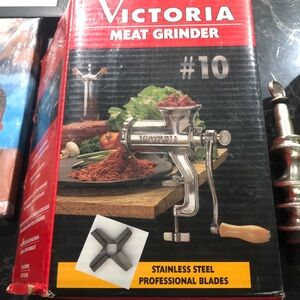 VICTORIA
MEAT GRINDER
#10
VICTORIA
STAINLESS STEEL
PROFESSIONAL BLADES